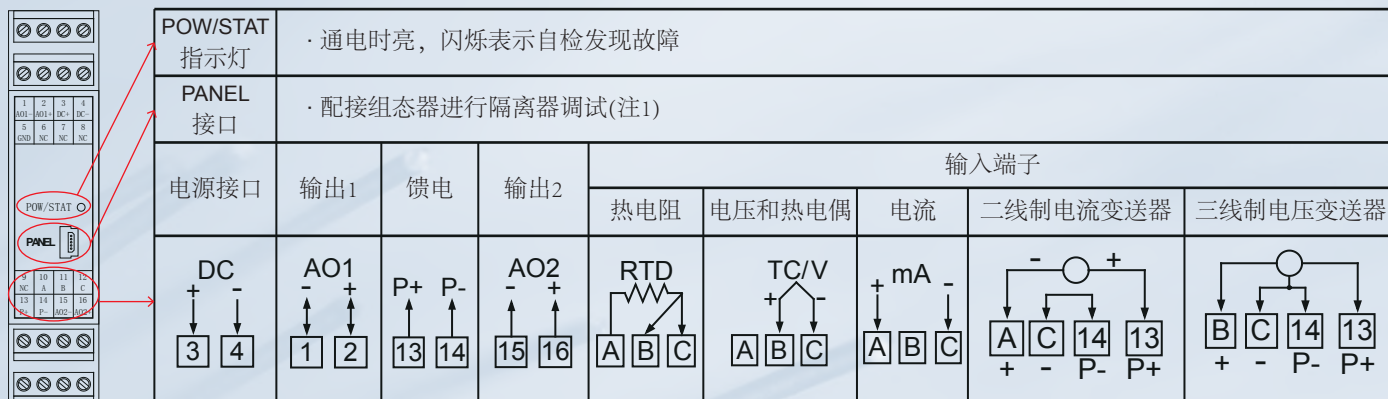 1 2 3 4
AO1- AO1+ DC+ DC-
5 6 7 8
GND NC NC NC
POW/STAT
PANEL
9 10 11 12
NC A B C
13 14 15 16
P+ P- AO2- AO2+
POW/STAT
指示灯
·通电时亮，闪烁表示自检发现故障
PANEL
接口
·配接组态器进行隔离器调试(注1)
电源接口 输出1 馈电 输出2 输入端子
热电阻 电压和热电偶 电流 二线制电流变送器 三线制电压变送器
DC
+ -
3 4
AO1
- +
1 2
P+ P-
13 14
AO2
- +
15 16
RTD
A B C
TC/V
+ -
A B C
mA
+ -
A B C
- +
A C 14 13
+ - P- P+
B C 14 13
+ - P- P+